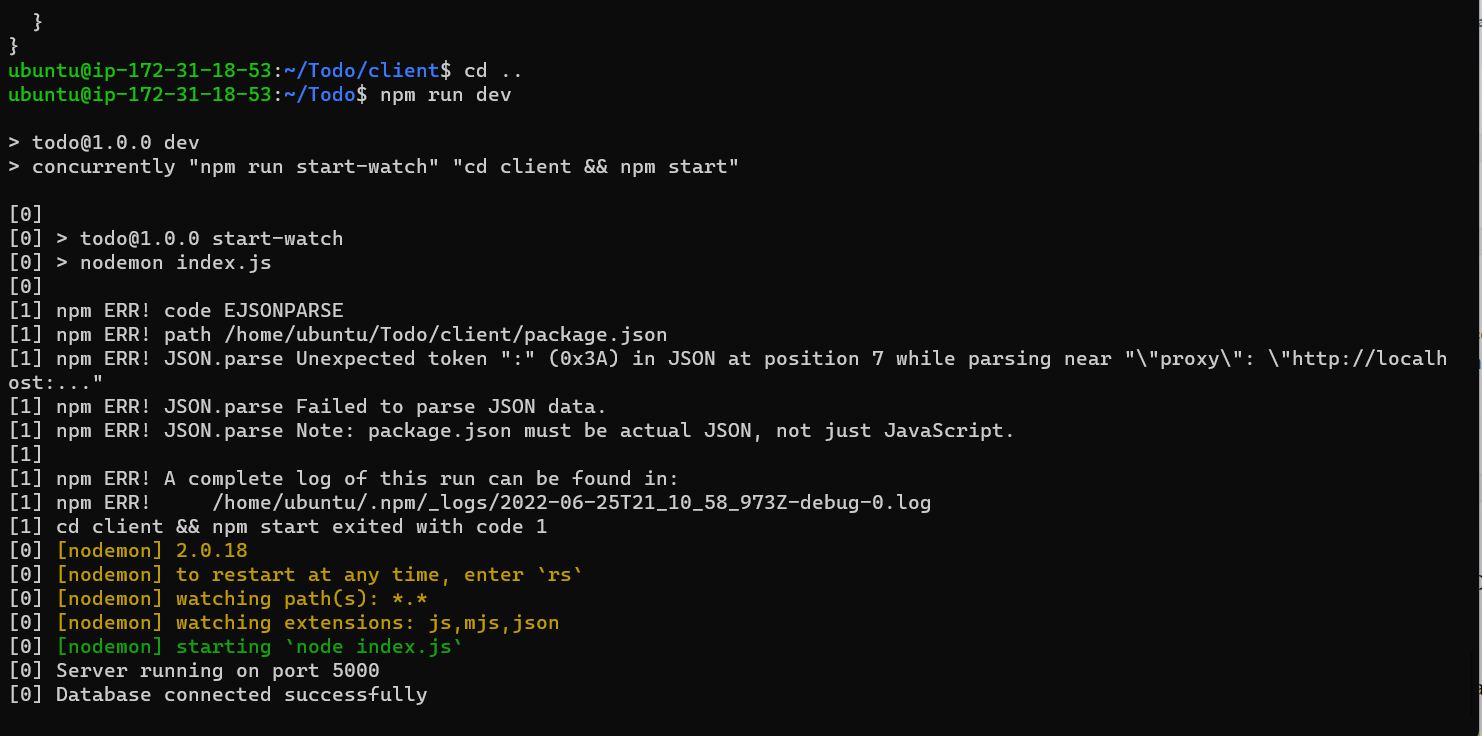 }
}
ubuntu@ip-172-31-18-53:~/Todo/client$ cd ..
ubuntu@ip-172-31-18-53:~/Todo$ npm run dev

> todo@1.0.0 dev
> concurrently "npm run start-watch" "cd client && npm start"

[0]
[0] > todo@1.0.0 start-watch
[0] > nodemon index.js
[0]
[1] npm ERR! code EJSONPARSE
[1] npm ERR! path /home/ubuntu/Todo/client/package.json
[1] npm ERR! JSON.parse Unexpected token ":" (0x3A) in JSON at position 7 while parsing near "\"proxy\": \"http://localh
ost:..."
[1] npm ERR! JSON.parse Failed to parse JSON data.
[1] npm ERR! JSON.parse Note: package.json must be actual JSON, not just JavaScript.
[1]
[1] npm ERR! A complete log of this run can be found in:
[1] npm ERR!     /home/ubuntu/.npm/_logs/2022-06-25T21_10_58_973Z-debug-0.log
[1] cd client && npm start exited with code 1
[0] [nodemon] 2.0.18
[0] [nodemon] to restart at any time, enter `rs`
[0] [nodemon] watching path(s): *.*
[0] [nodemon] watching extensions: js,mjs,json
[0] [nodemon] starting `node index.js`
[0] Server running on port 5000
[0] Database connected successfully